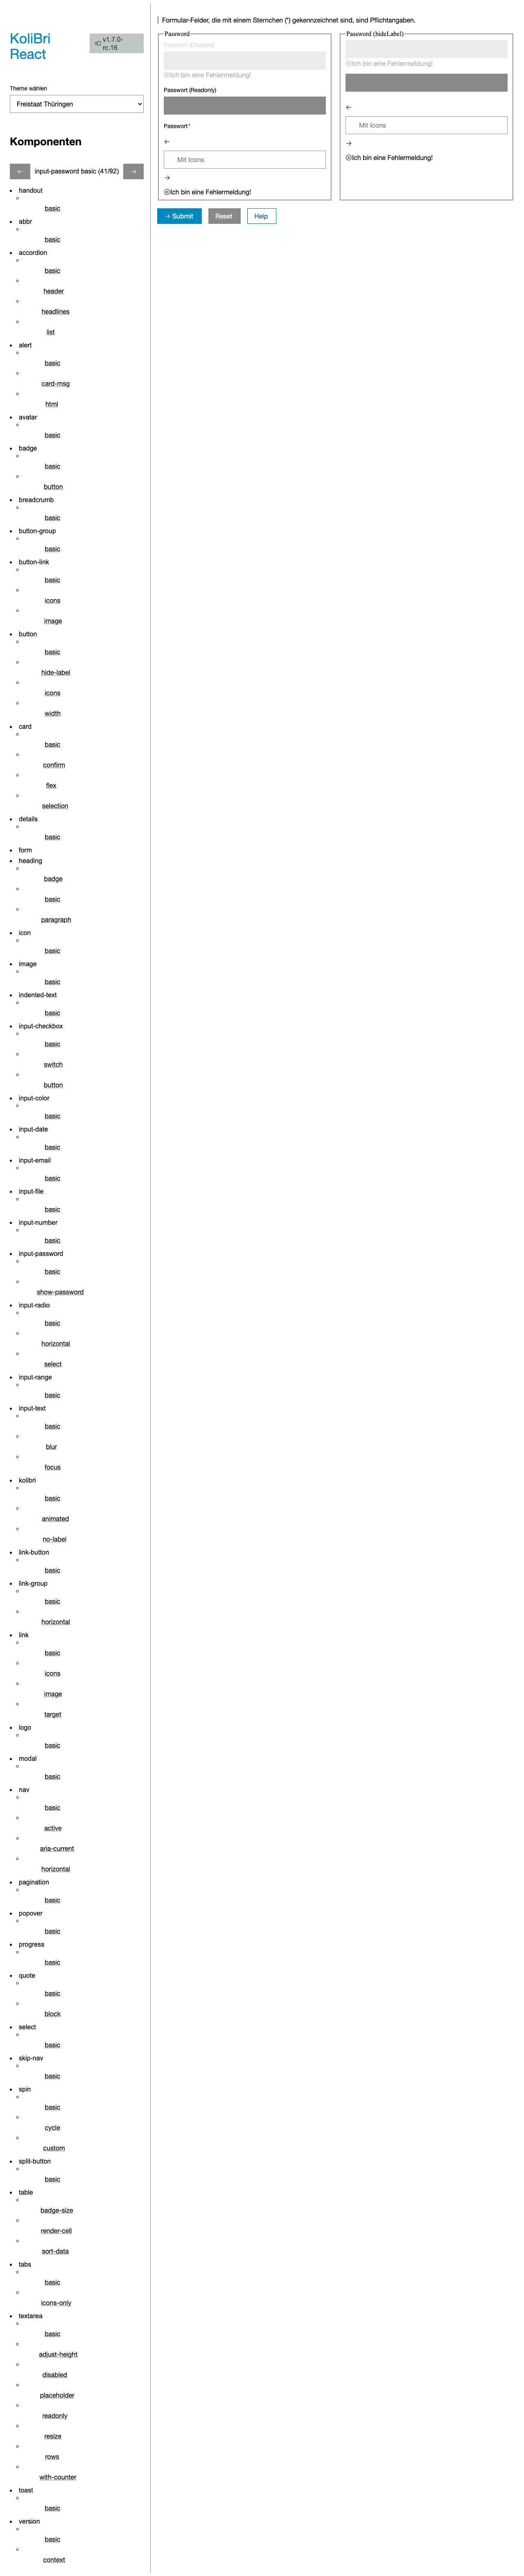 KoliBri
React
v1.7.0-
rc.16
Theme wählen
Freistaat Thüringen
Komponenten
input-password basic (41/92)
handout
basic
abbr
basic
accordion
basic
header
headlines
list
alert
basic
card-msg
html
avatar
basic
badge
basic
button
breadcrumb
basic
button-group
basic
button-link
basic
icons
image
button
basic
hide-label
icons
width
card
basic
confirm
flex
selection
details
basic
form
heading
badge
basic
paragraph
icon
basic
image
basic
indented-text
basic
input-checkbox
basic
switch
button
input-color
basic
input-date
basic
input-email
basic
input-file
basic
input-number
basic
input-password
basic
show-password
input-radio
basic
horizontal
select
input-range
basic
input-text
basic
blur
focus
kolibri
basic
animated
no-label
link-button
basic
link-group
basic
horizontal
link
basic
icons
image
target
logo
basic
modal
basic
nav
basic
active
aria-current
horizontal
pagination
basic
popover
basic
progress
basic
quote
basic
block
select
basic
skip-nav
basic
spin
basic
cycle
custom
split-button
basic
table
badge-size
render-cell
sort-data
tabs
basic
icons-only
textarea
basic
adjust-height
disabled
placeholder
readonly
resize
rows
with-counter
toast
basic
version
basic
context
Formular-Felder, die mit einem Sternchen (*) gekennzeichnet sind, sind Pflichtangaben.
Password
Passwort (Disabled)
Ich bin eine Fehlermeldung!
Passwort (Readonly)
Passwort*
Mit Icons
Ich bin eine Fehlermeldung!
Password (hideLabel)
Ich bin eine Fehlermeldung!
Mit Icons
Ich bin eine Fehlermeldung!
Submit
Reset
Help